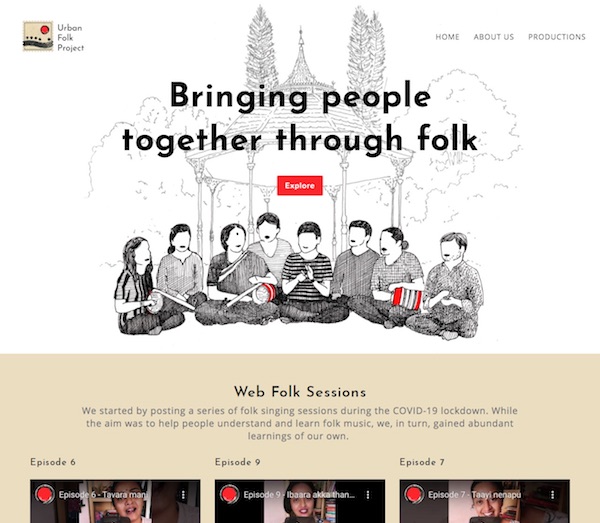 Urban
Folk
Project
HOME ABOUT US PRODUCTIONS
Bringing people
together through folk
Explore
Web Folk Sessions
We started by posting a series of folk singing sessions during the COVID-19 lockdown. While
the aim was to help people understand and learn folk music, we, in turn, gained abundant
learnings of our own.
Episode 6 Episode 9 Episode 7
Episode 6 - Tavara mani Episode 9 - Ibaara akka than... Episode 7 - Taayi nenapu